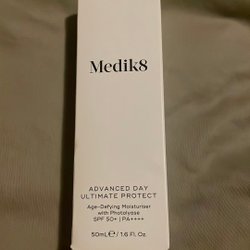 Medik8
ADVANCED DAY
ULTIMATE PROTECT
Age-Defying Moisturiser
with Photolyase
SPF 50+ | PA++++
50mL ℮ / 1.6 Fl. Oz.